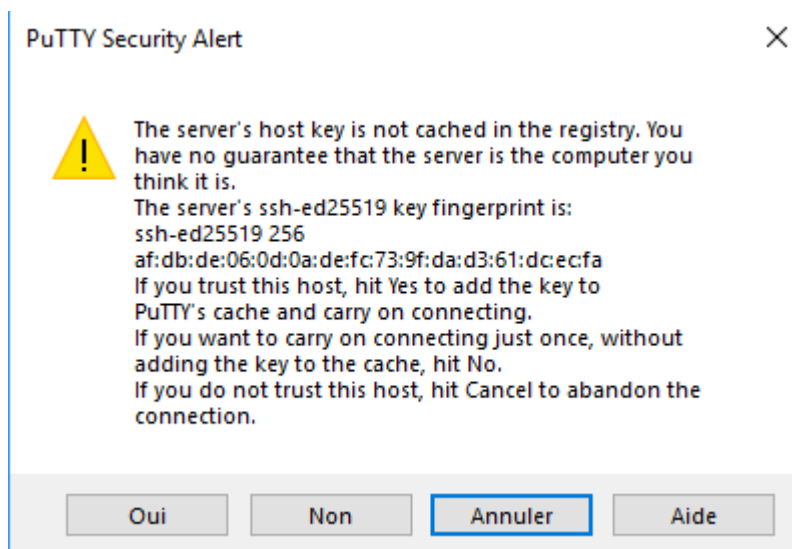 PuTTY Security Alert
The server's host key is not cached in the registry. You
have no guarantee that the server is the computer you
think it is.
The server's ssh-ed25519 key fingerprint is:
ssh-ed25519 256
af:db:de:06:0d:0a:de:fc:73:9f:da:d3:61:dc:ec:fa
If you trust this host, hit Yes to add the key to
PuTTY's cache and carry on connecting.
If you want to carry on connecting just once, without
adding the key to the cache, hit No.
If you do not trust this host, hit Cancel to abandon the
connection.
Oui Non Annuler Aide